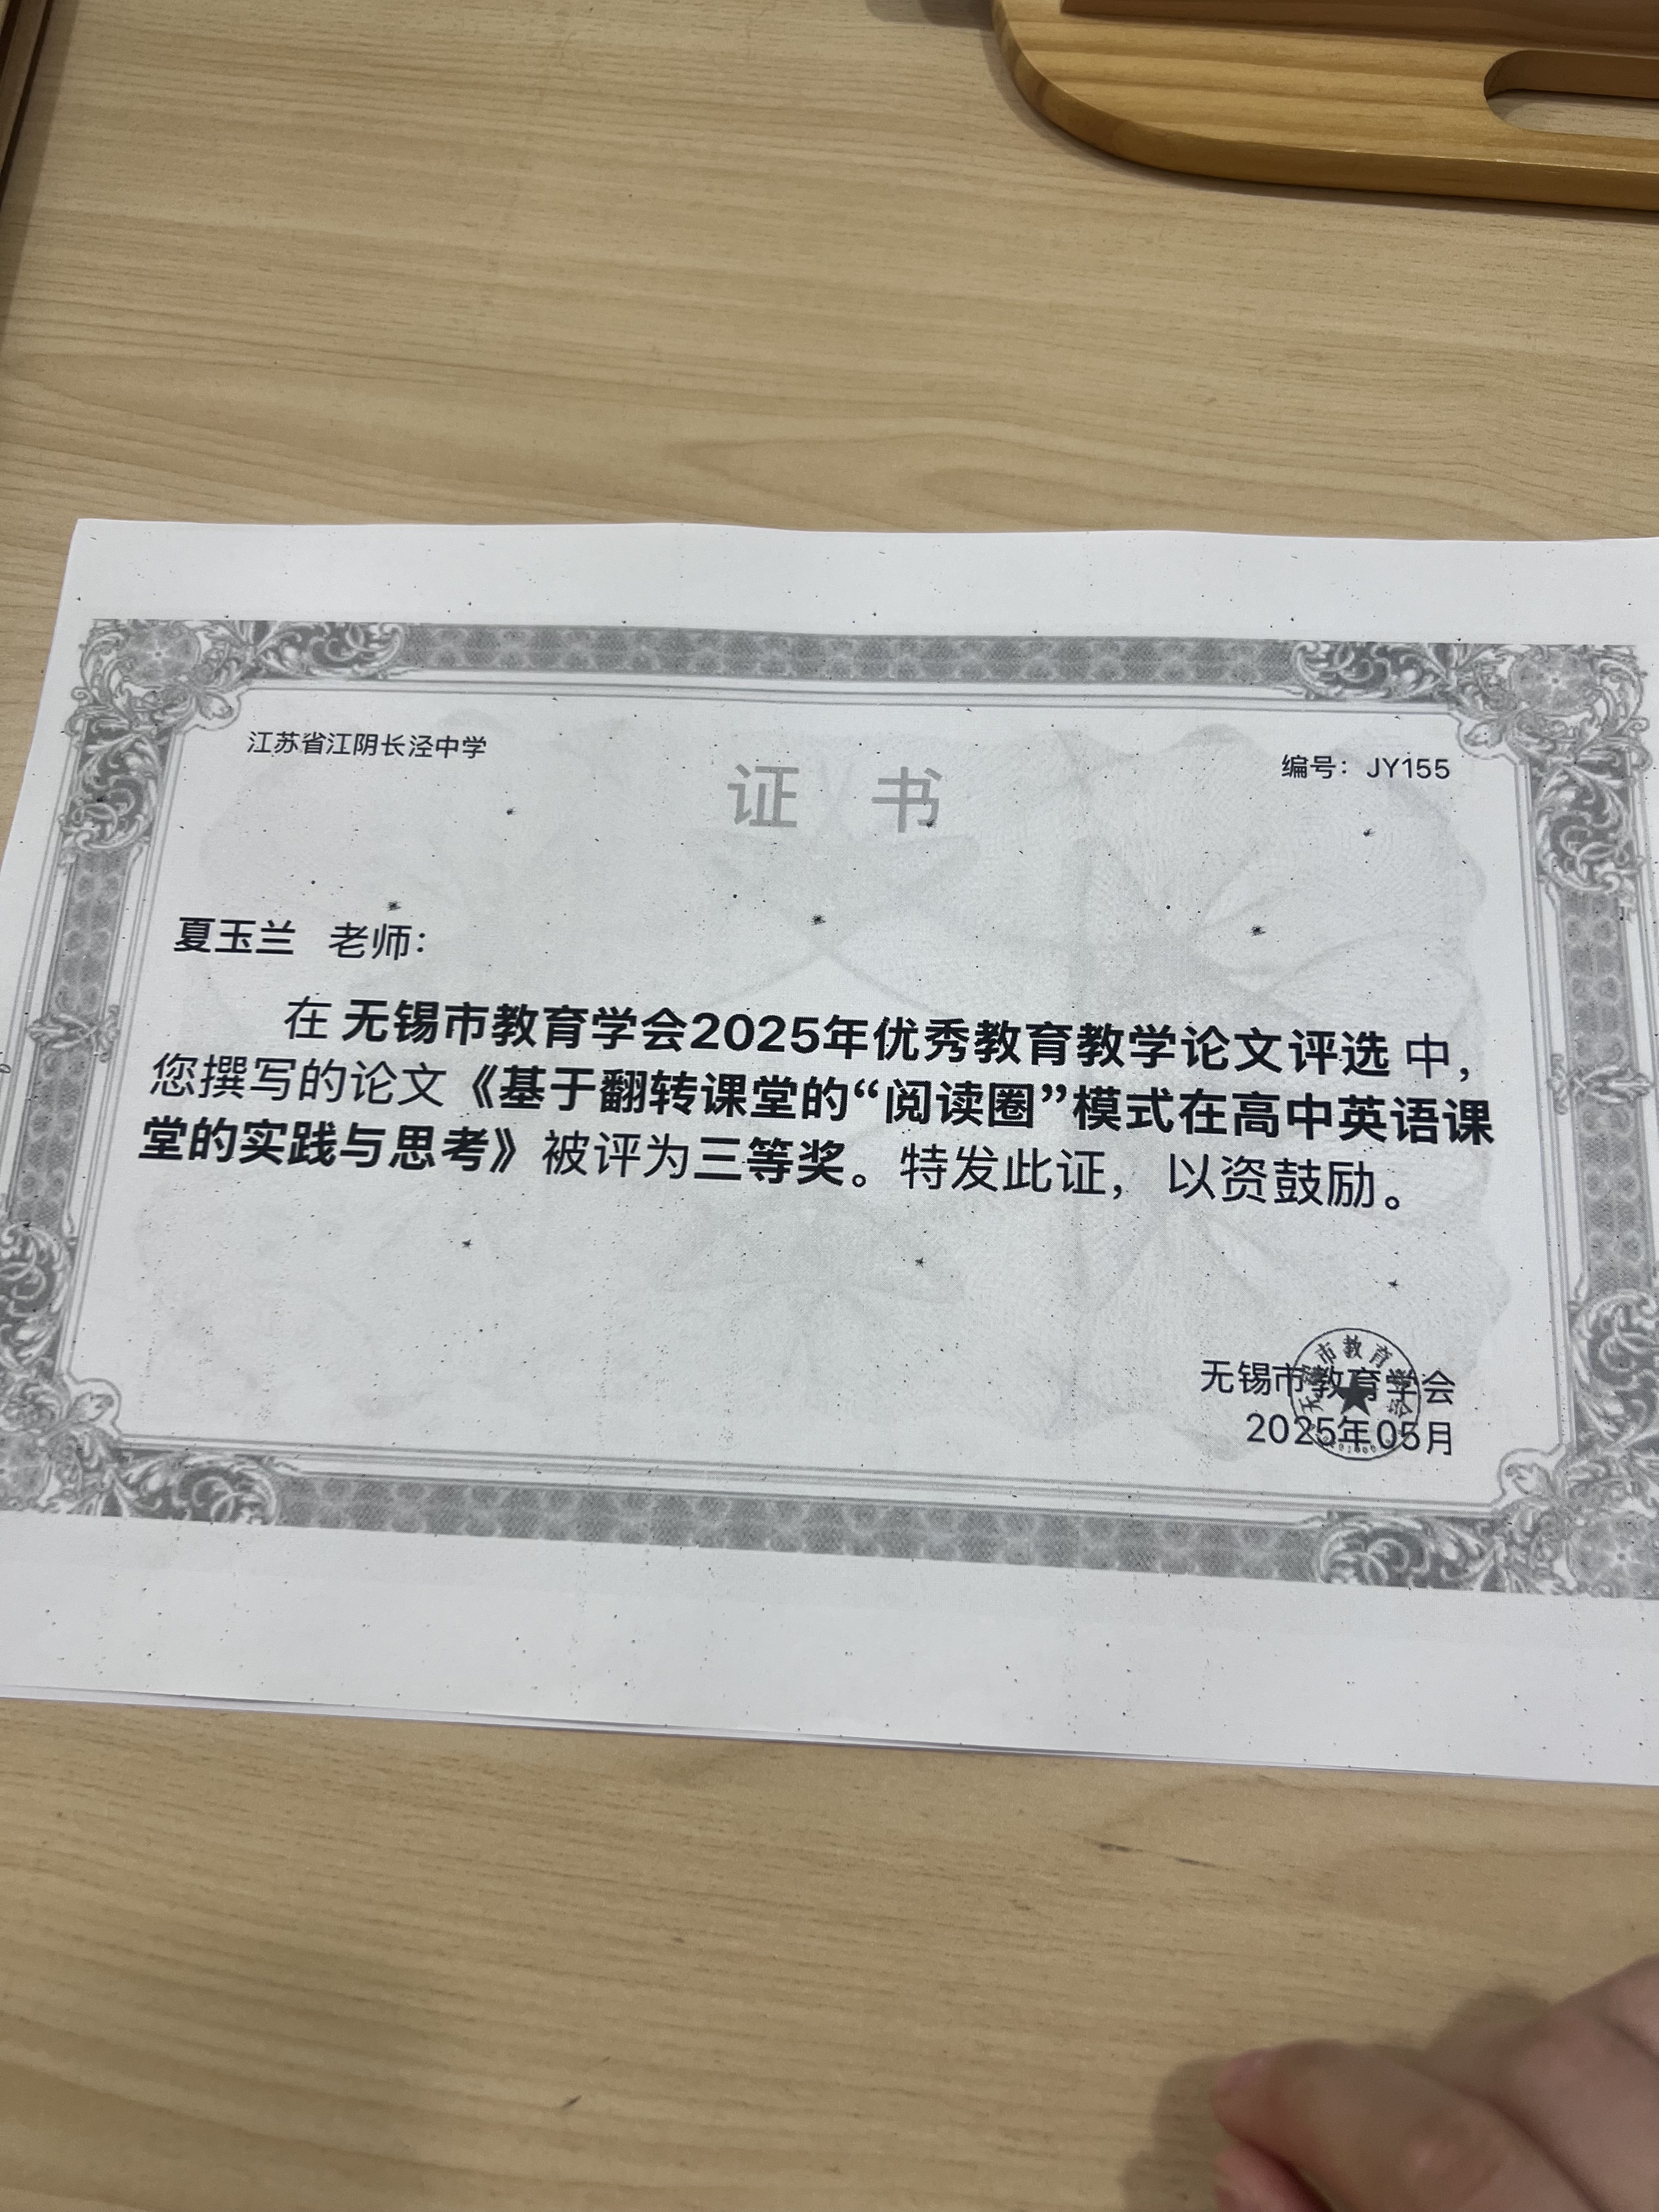 江苏省江阴长泾中学
编号：JY155
证 书
夏玉兰 老师：
在 无锡市教育学会2025年优秀教育教学论文评选 中，
您撰写的论文《基于翻转课堂的“阅读圈”模式在高中英语课
堂的实践与思考》被评为三等奖。特发此证，以资鼓励。
无锡市教育学会
2025年05月